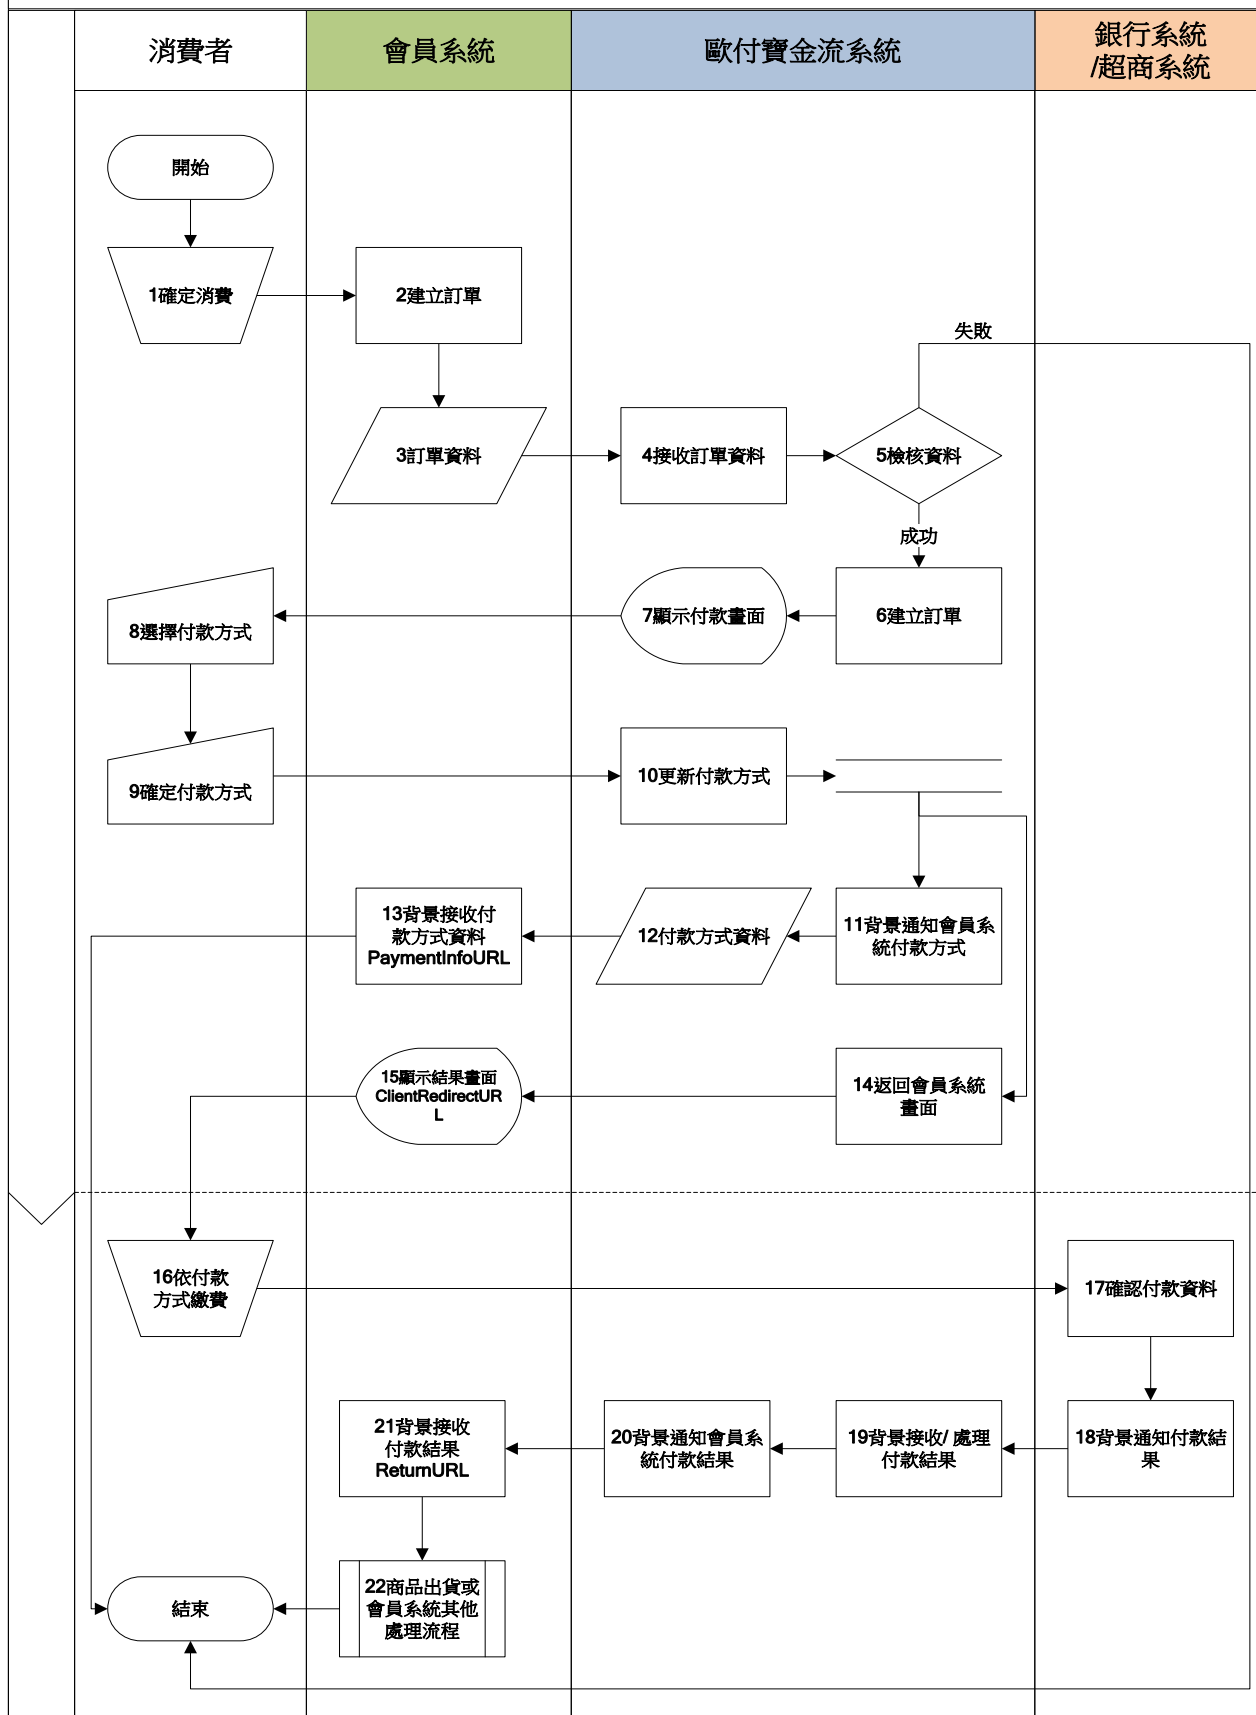 消費者
會員系統
歐付寶金流系統
銀行系統
/超商系統
開始
1確定消費
2建立訂單
失敗
3訂單資料
4接收訂單資料
5檢核資料
成功
8選擇付款方式
7顯示付款畫面
6建立訂單
9確定付款方式
10更新付款方式
13背景接收付
款方式資料
PaymentInfoURL
12付款方式資料
11背景通知會員系
統付款方式
15顯示結果畫面
ClientRedirectUR
L
14返回會員系統
畫面
16依付款
方式繳費
17確認付款資料
21背景接收
付款結果
ReturnURL
20背景通知會員系
統付款結果
19背景接收/ 處理
付款結果
18背景通知付款結
果
結束
22商品出貨或
會員系統其他
處理流程